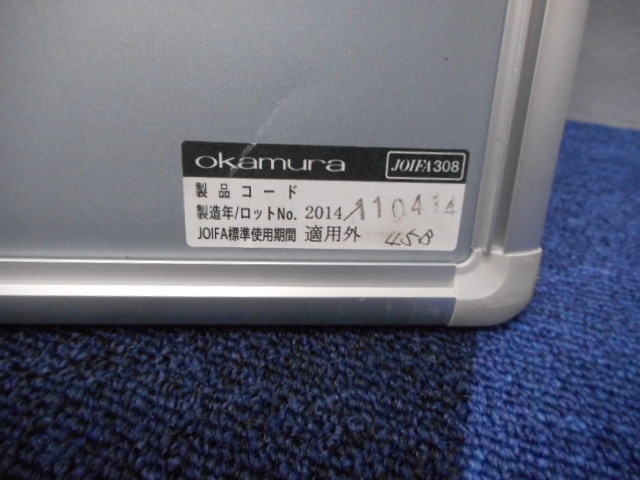 okamura JOIFA308
製品コード
製造年/ロットNo. 2014/110414
JOIFA標準使用期間 適用外 458